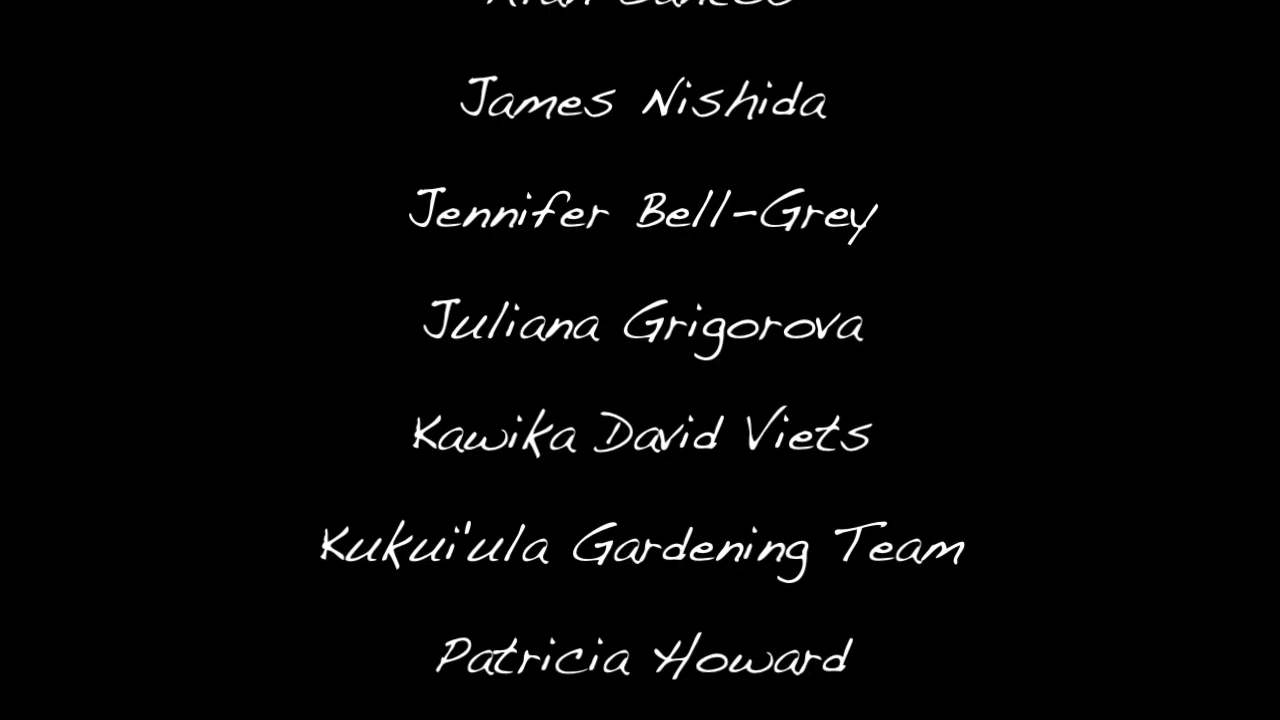 James Nishida
Jennifer Bell-Grey
Juliana Grigorova
Kawika David Viets
Kukui'ula Gardening Team
Patricia Howard